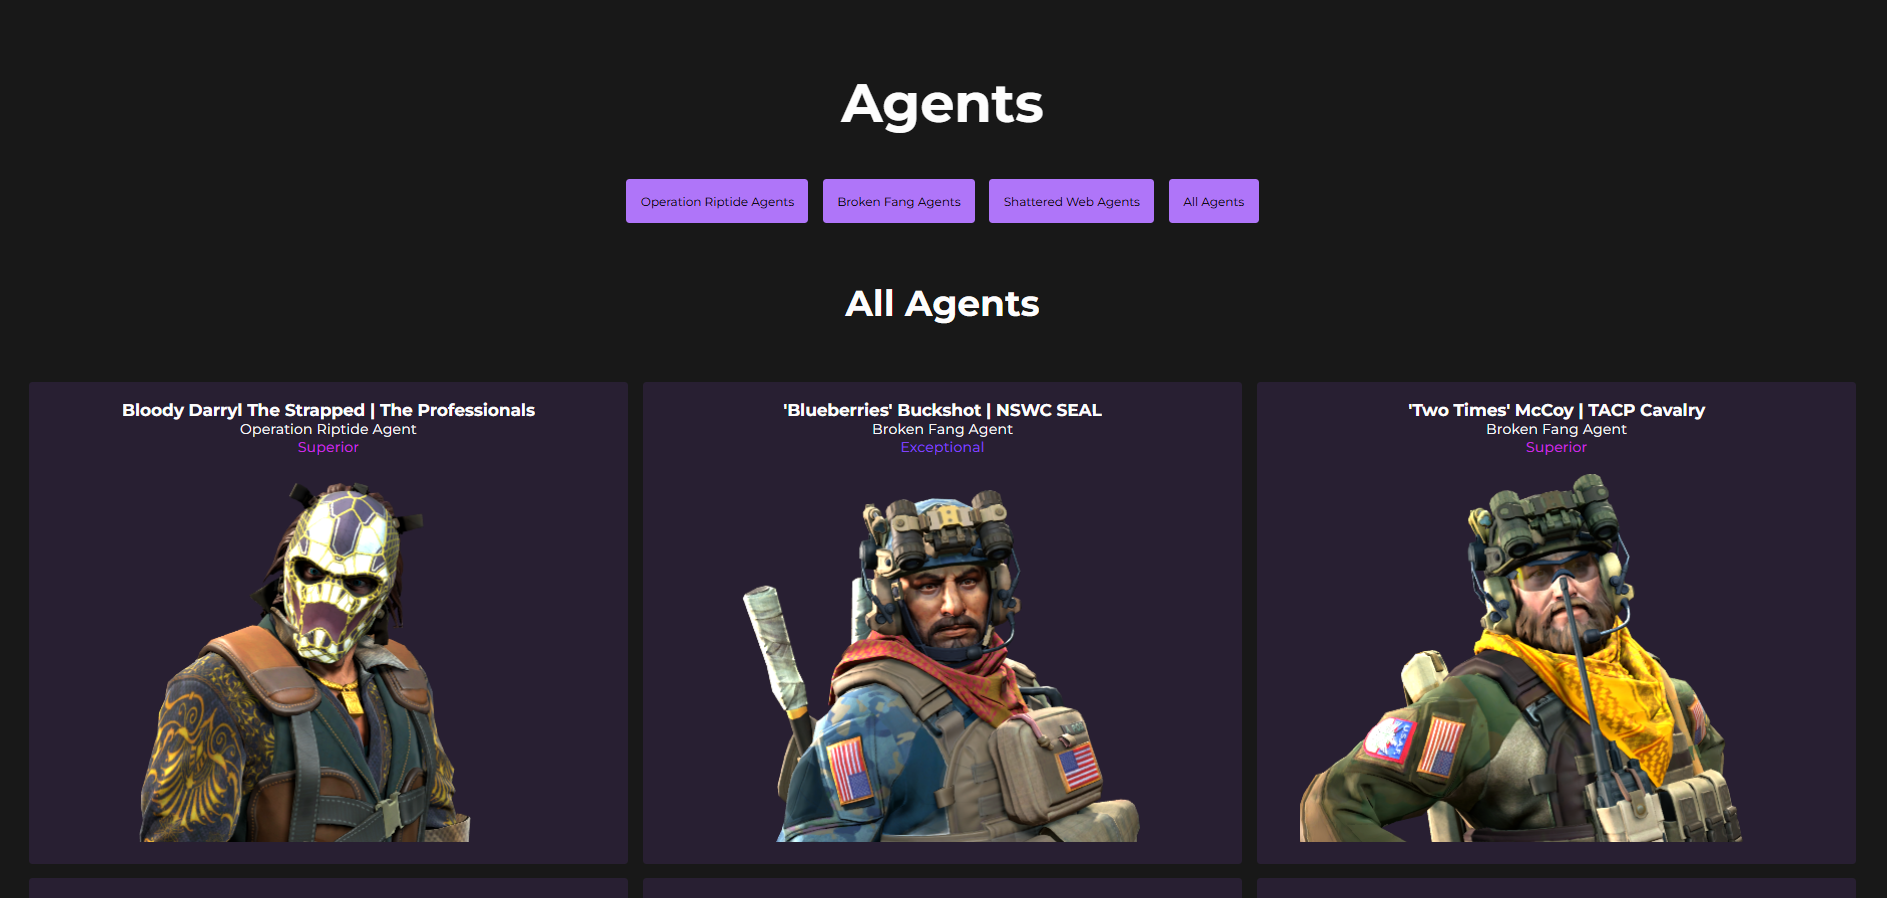 Agents
Operation Riptide Agents
Broken Fang Agents
Shattered Web Agents
All Agents
All Agents
Bloody Darryl The Strapped | The Professionals
Operation Riptide Agent
Superior
'Blueberries' Buckshot | NSWC SEAL
Broken Fang Agent
Exceptional
'Two Times' McCoy | TACP Cavalry
Broken Fang Agent
Superior